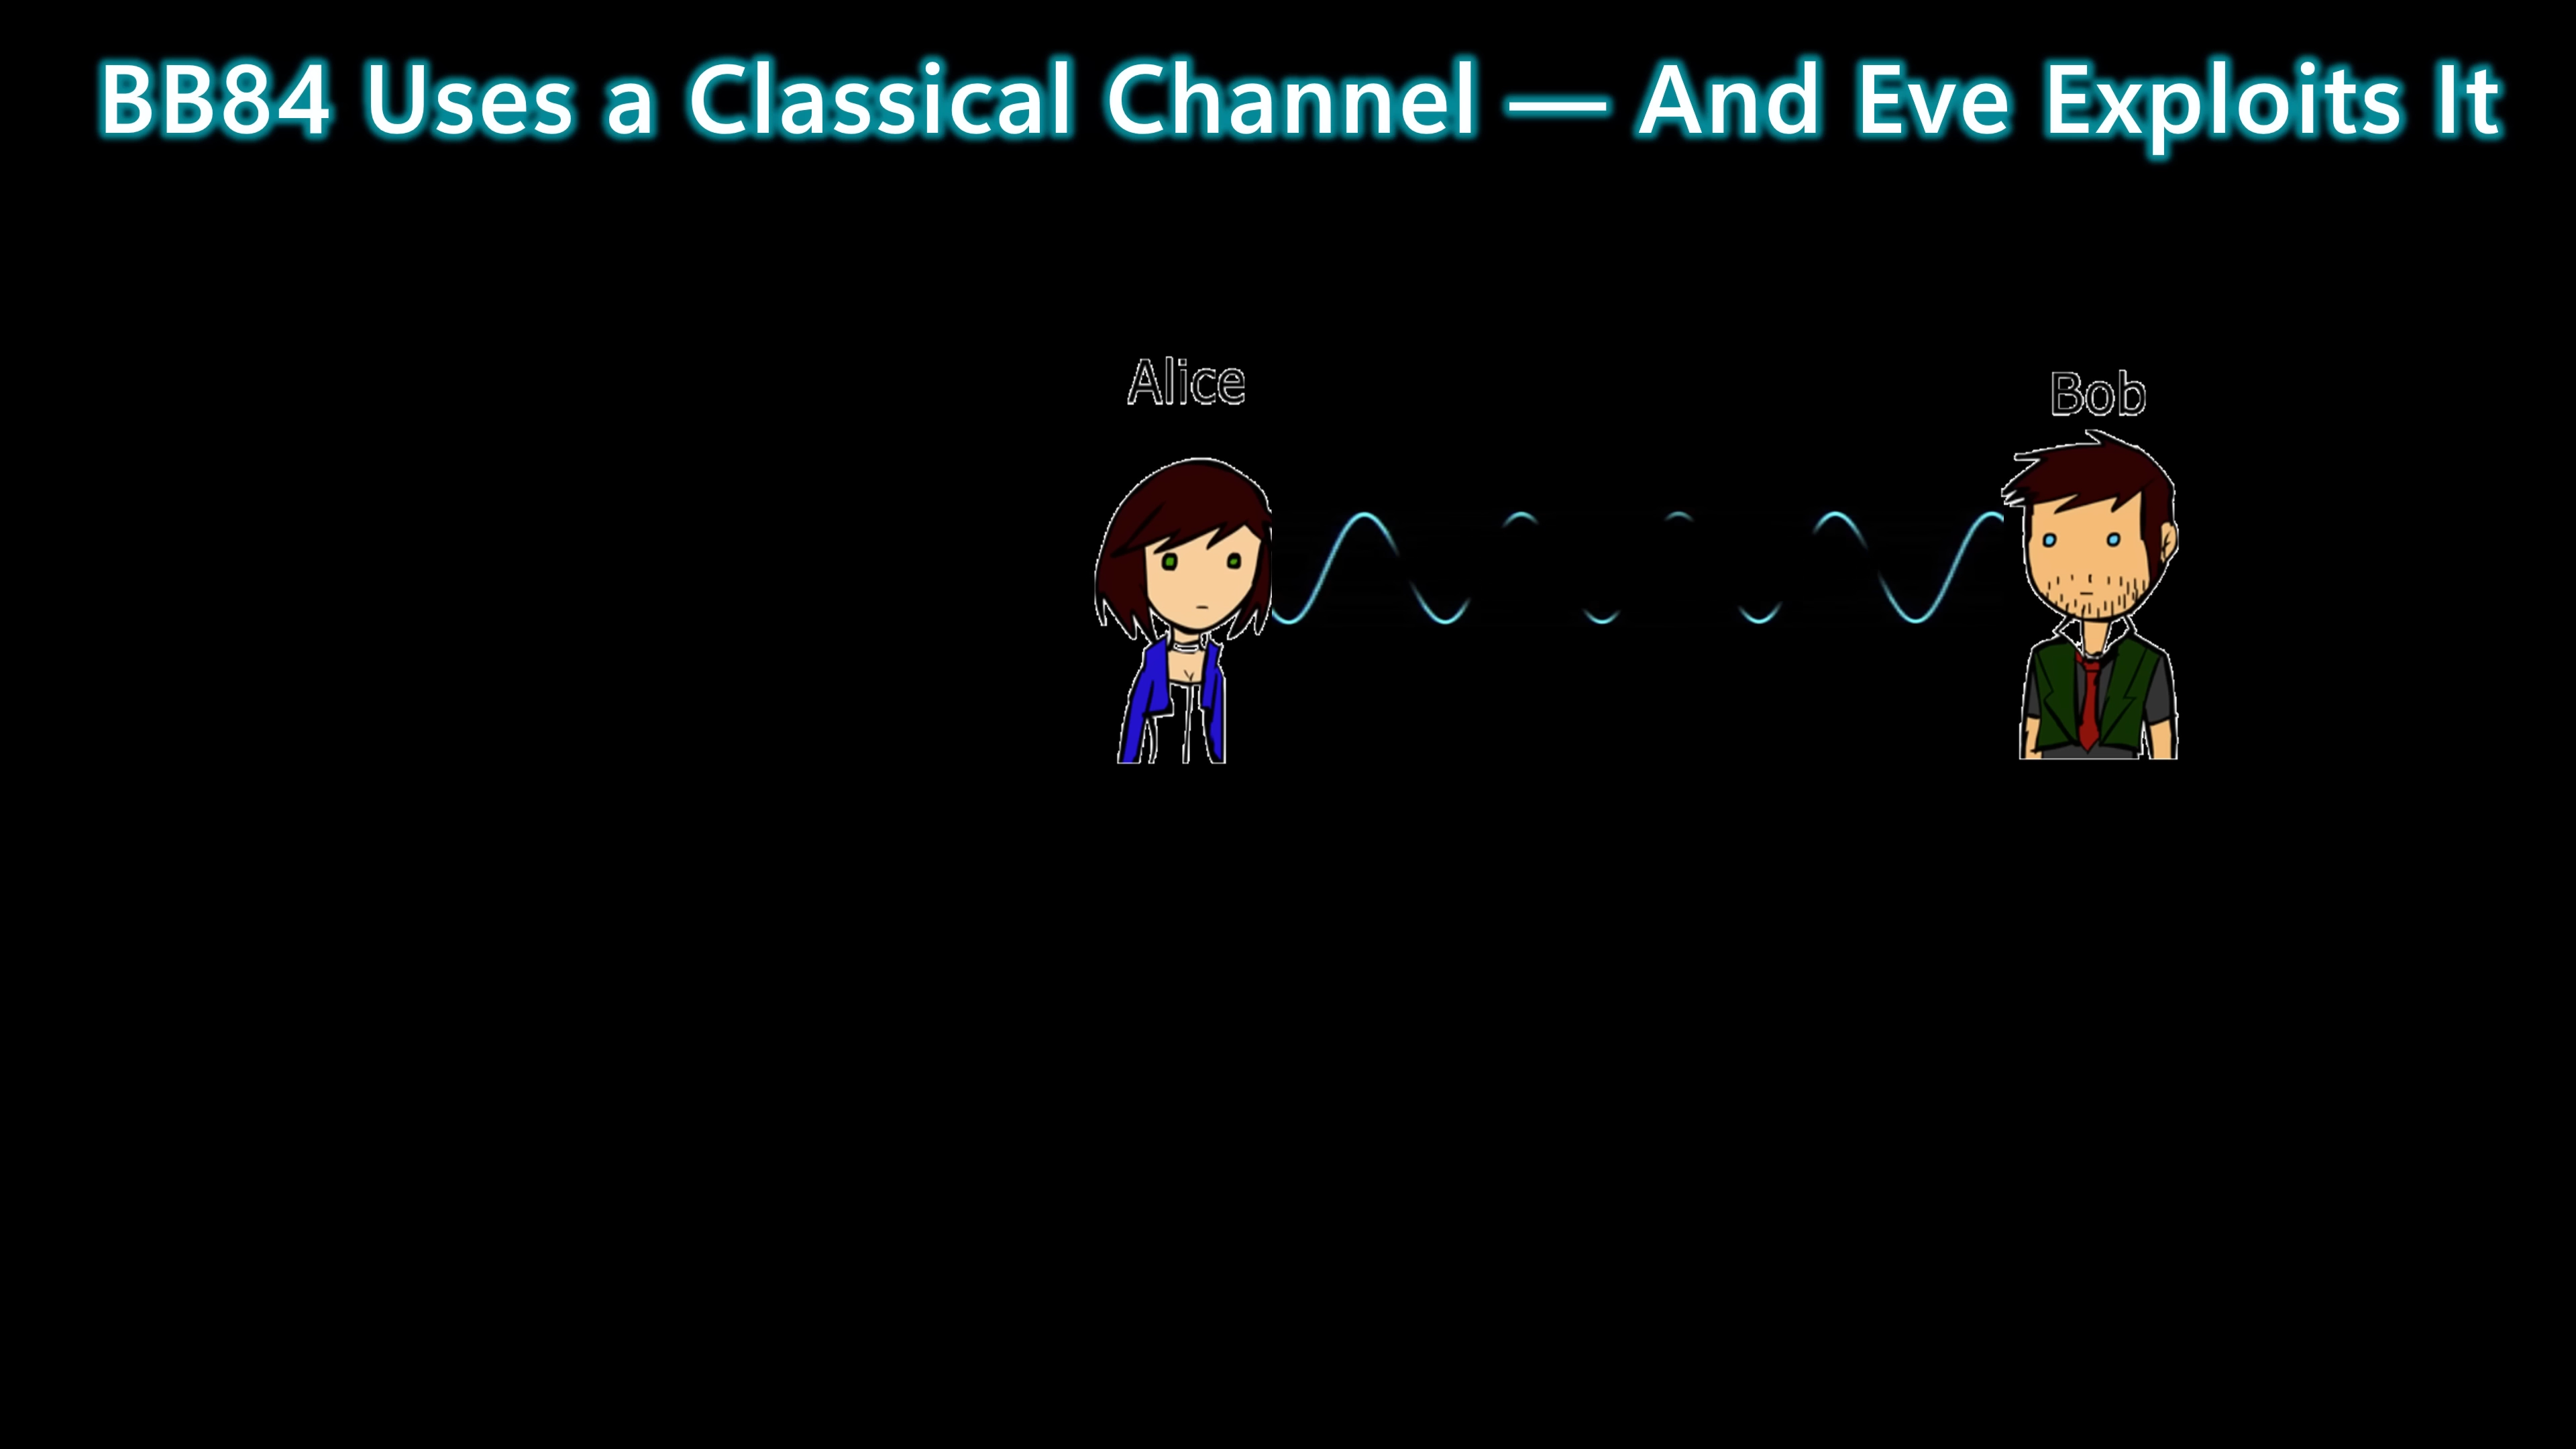 BB84 Uses a Classical Channel — And Eve Exploits It
Alice
Bob